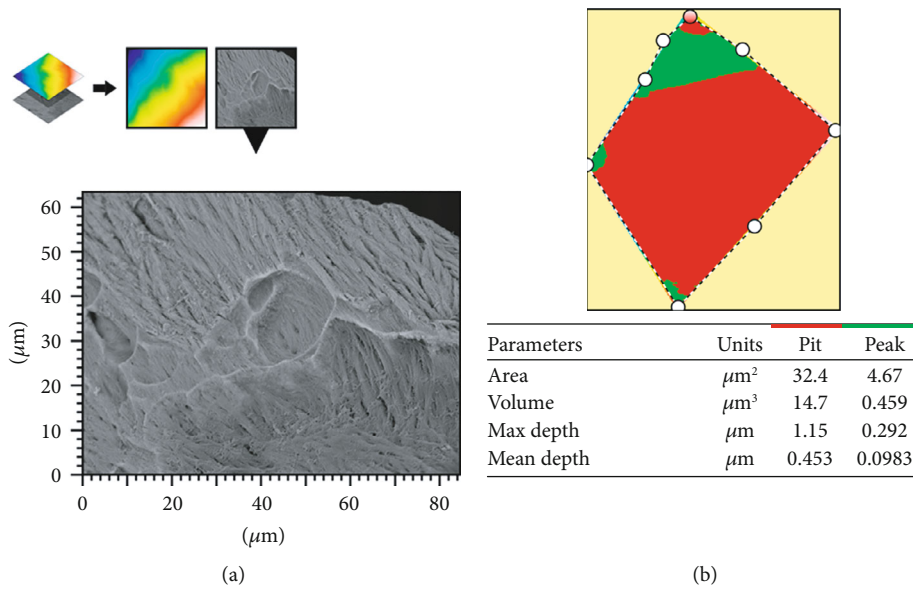 60
50
40
30
20
10
0
(μm)
0 20 40 60 80
(μm)
(a)
Parameters Units Pit Peak
Area μm² 32.4 4.67
Volume μm³ 14.7 0.459
Max depth μm 1.15 0.292
Mean depth μm 0.453 0.0983
(b)